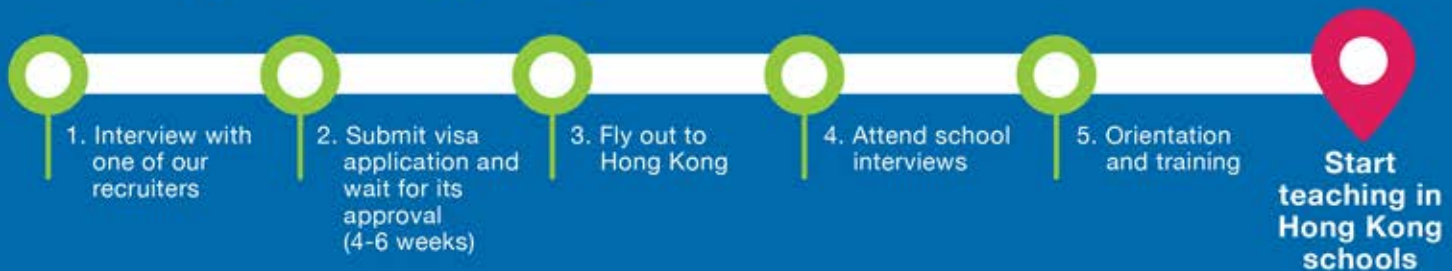 1. Interview with
one of our
recruiters
2. Submit visa
application and
wait for its
approval
(4-6 weeks)
3. Fly out to
Hong Kong
4. Attend school
interviews
5. Orientation
and training
Start
teaching in
Hong Kong
schools